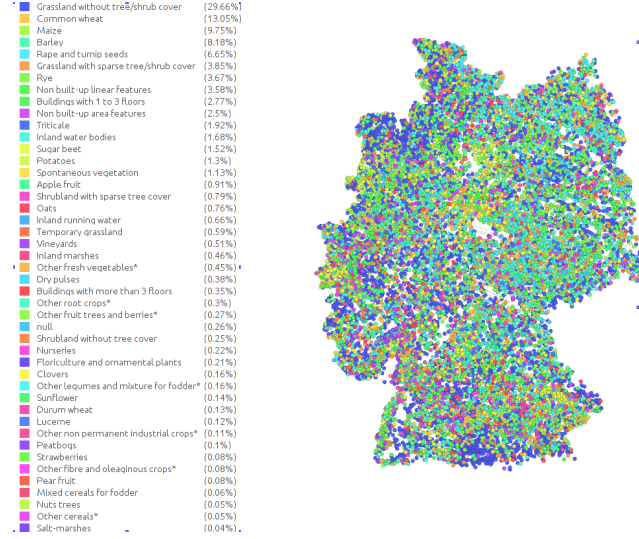 Grassland without tree/shrub cover (29.66%)
Common wheat (13.05%)
Maize (9.75%)
Barley (8.18%)
Rape and turnip seeds (6.65%)
Grassland with sparse tree/shrub cover (3.85%)
Rye (3.67%)
Non built-up linear features (3.58%)
Buildings with 1 to 3 floors (2.77%)
Non built-up area features (2.5%)
Triticale (1.92%)
Inland water bodies (1.68%)
Sugar beet (1.52%)
Potatoes (1.3%)
Spontaneous vegetation (1.13%)
Apple fruit (0.91%)
Shrubland with sparse tree cover (0.79%)
Oats (0.76%)
Inland running water (0.66%)
Temporary grassland (0.59%)
Vineyards (0.51%)
Inland marshes (0.46%)
Other fresh vegetables* (0.45%)
Dry pulses (0.38%)
Buildings with more than 3 floors (0.35%)
Other root crops* (0.3%)
Other fruit trees and berries* (0.27%)
null (0.26%)
Shrubland without tree cover (0.25%)
Nurseries (0.22%)
Floriculture and ornamental plants (0.21%)
Clovers (0.16%)
Other legumes and mixture for fodder* (0.16%)
Sunflower (0.14%)
Durum wheat (0.13%)
Lucerne (0.12%)
Other non permanent industrial crops* (0.11%)
Peatbogs (0.1%)
Strawberries (0.08%)
Other fibre and oleaginous crops* (0.08%)
Pear fruit (0.08%)
Mixed cereals for fodder (0.06%)
Nuts trees (0.05%)
Other cereals* (0.05%)
Salt-marshes (0.04%)